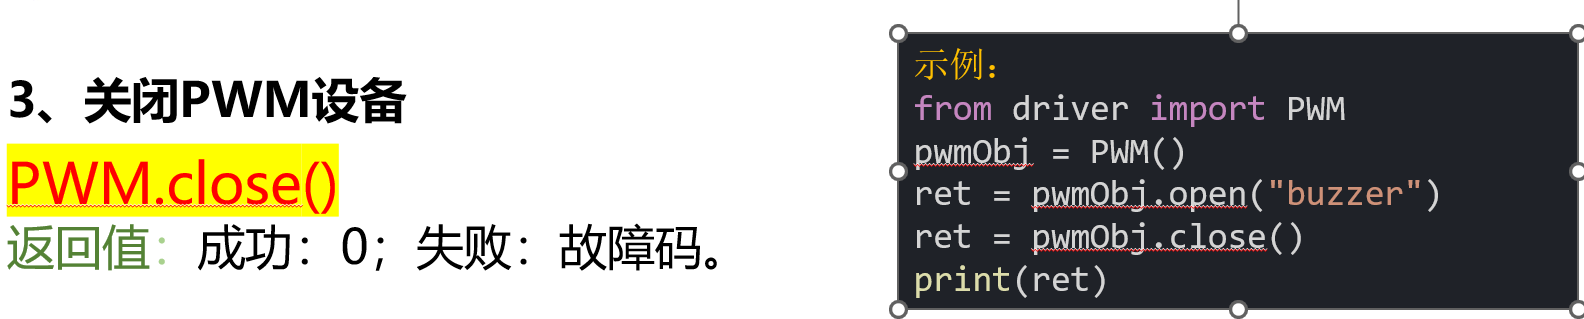 3、关闭PWM设备
PWM.close()
返回值：成功：0；失败：故障码。
示例：
from driver import PWM
pwmObj = PWM()
ret = pwmObj.open("buzzer")
ret = pwmObj.close()
print(ret)